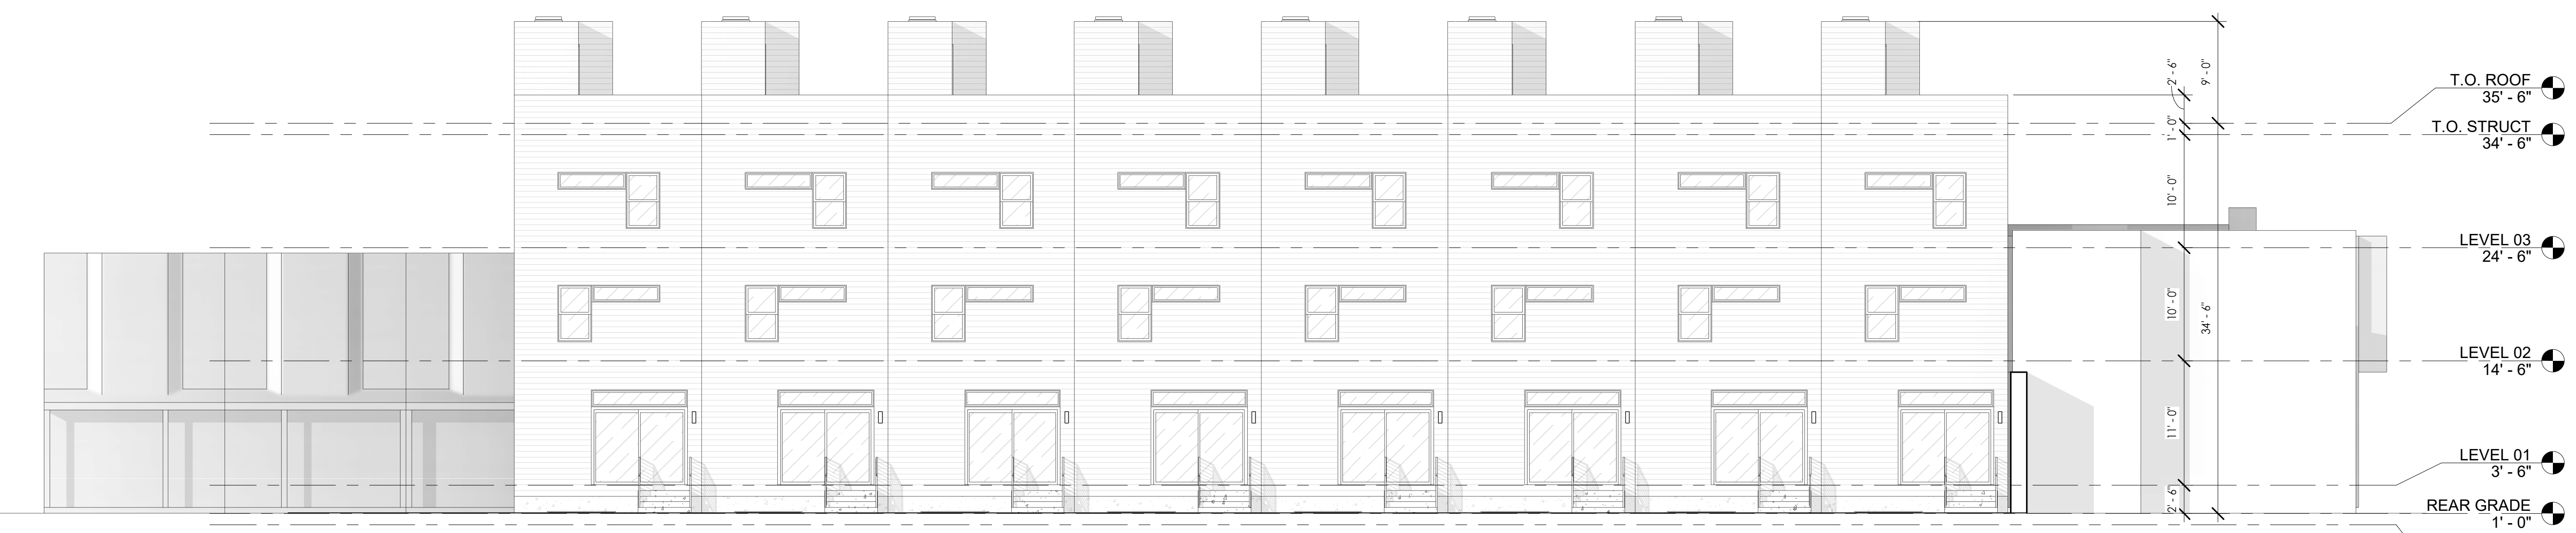 T.O. ROOF
35' - 6"
T.O. STRUCT
34' - 6"
LEVEL 03
24' - 6"
LEVEL 02
14' - 6"
LEVEL 01
3' - 6"
REAR GRADE
1' - 0"
2' - 6"
9' - 0"
1' - 0"
10' - 0"
10' - 0"
34' - 6"
11' - 0"
2' - 6"